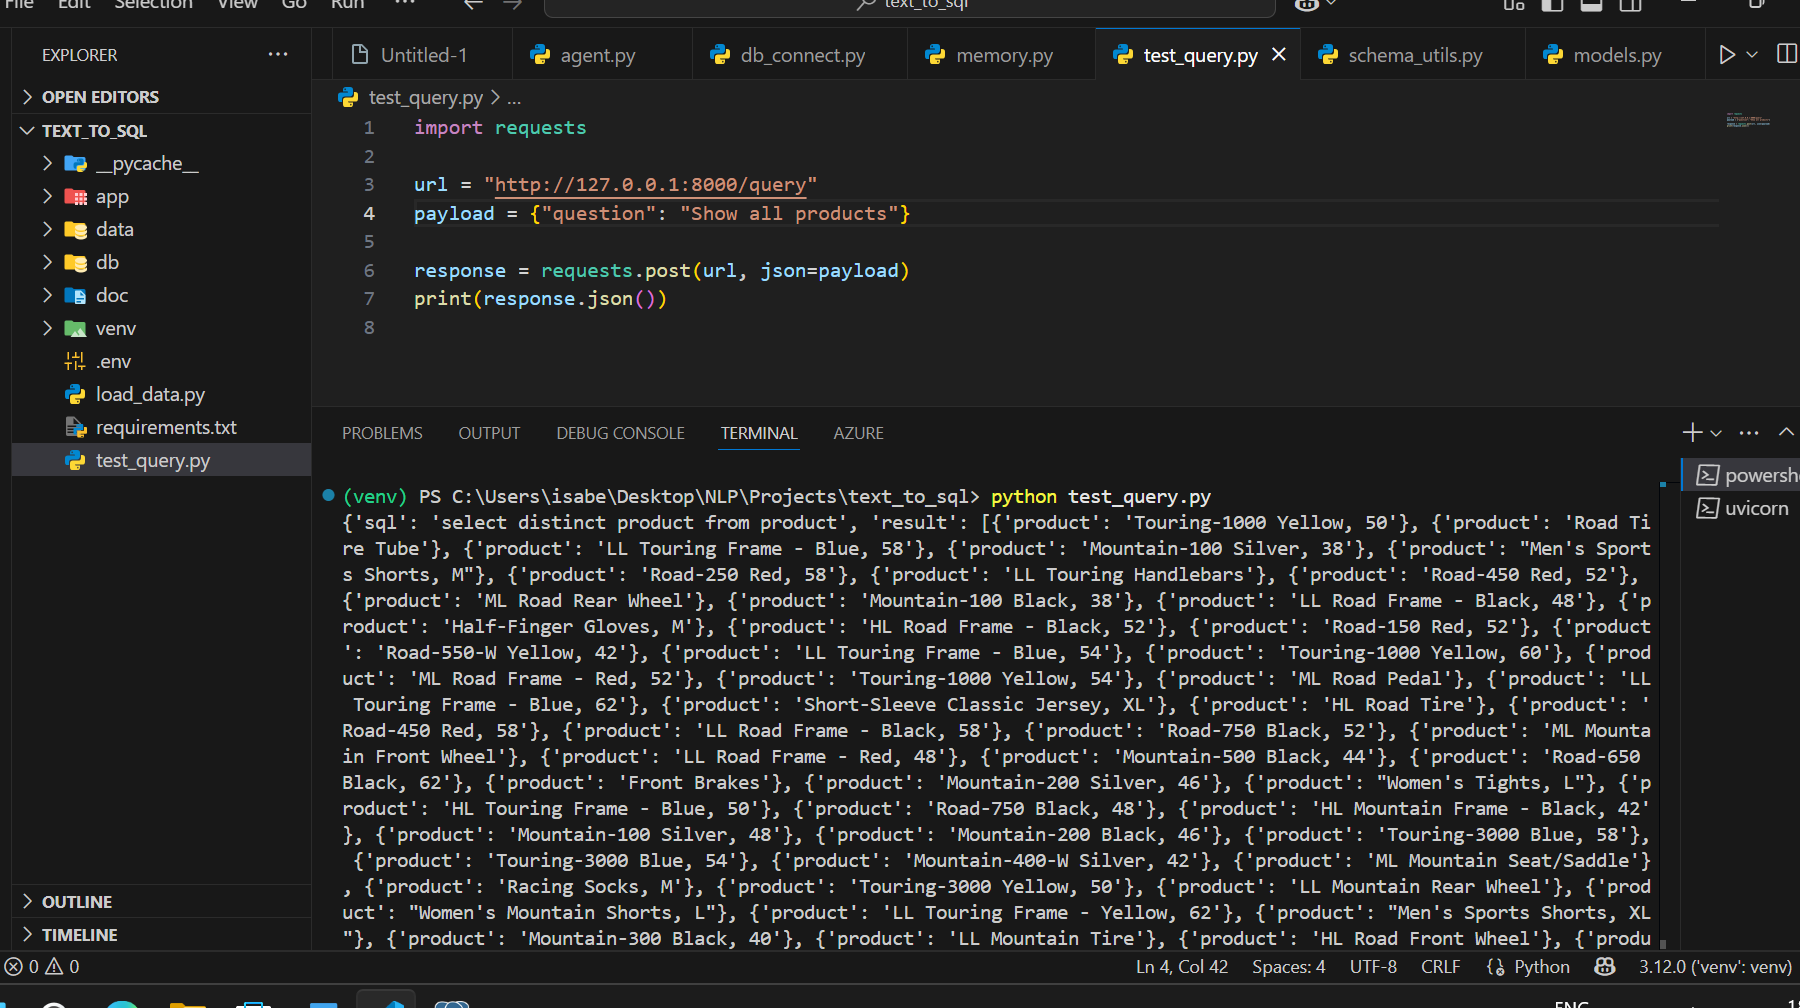 File Edit Selection View Go Run ... text_to_sql
EXPLORER ...
OPEN EDITORS
TEXT_TO_SQL
__pycache__
app
data
db
doc
venv
.env
load_data.py
requirements.txt
test_query.py
OUTLINE
TIMELINE
Untitled-1 agent.py db_connect.py memory.py test_query.py schema_utils.py models.py
test_query.py > ...
1 import requests
2
3 url = "http://127.0.0.1:8000/query"
4 payload = {"question": "Show all products"}
5
6 response = requests.post(url, json=payload)
7 print(response.json())
8
PROBLEMS OUTPUT DEBUG CONSOLE TERMINAL AZURE
powersh
uvicorn
(venv) PS C:\Users\isabe\Desktop\NLP\Projects\text_to_sql> python test_query.py
{'sql': 'select distinct product from product', 'result': [{'product': 'Touring-1000 Yellow, 50'}, {'product': 'Road Ti
re Tube'}, {'product': 'LL Touring Frame - Blue, 58'}, {'product': 'Mountain-100 Silver, 38'}, {'product': "Men's Sport
s Shorts, M"}, {'product': 'Road-250 Red, 58'}, {'product': 'LL Touring Handlebars'}, {'product': 'Road-450 Red, 52'},
{'product': 'ML Road Rear Wheel'}, {'product': 'Mountain-100 Black, 38'}, {'product': 'LL Road Frame - Black, 48'}, {'p
roduct': 'Half-Finger Gloves, M'}, {'product': 'HL Road Frame - Black, 52'}, {'product': 'Road-150 Red, 52'}, {'product
': 'Road-550-W Yellow, 42'}, {'product': 'LL Touring Frame - Blue, 54'}, {'product': 'Touring-1000 Yellow, 60'}, {'prod
uct': 'ML Road Frame - Red, 52'}, {'product': 'Touring-1000 Yellow, 54'}, {'product': 'ML Road Pedal'}, {'product': 'LL
 Touring Frame - Blue, 62'}, {'product': 'Short-Sleeve Classic Jersey, XL'}, {'product': 'HL Road Tire'}, {'product': '
Road-450 Red, 58'}, {'product': 'LL Road Frame - Black, 58'}, {'product': 'Road-750 Black, 52'}, {'product': 'ML Mounta
in Front Wheel'}, {'product': 'LL Road Frame - Red, 48'}, {'product': 'Mountain-500 Black, 44'}, {'product': 'Road-650
Black, 62'}, {'product': 'Front Brakes'}, {'product': 'Mountain-200 Silver, 46'}, {'product': "Women's Tights, L"}, {'p
roduct': 'HL Touring Frame - Blue, 50'}, {'product': 'Road-750 Black, 48'}, {'product': 'HL Mountain Frame - Black, 42'
}, {'product': 'Mountain-100 Silver, 48'}, {'product': 'Mountain-200 Black, 46'}, {'product': 'Touring-3000 Blue, 58'},
 {'product': 'Touring-3000 Blue, 54'}, {'product': 'Mountain-400-W Silver, 42'}, {'product': 'ML Mountain Seat/Saddle'}
, {'product': 'Racing Socks, M'}, {'product': 'Touring-3000 Yellow, 50'}, {'product': 'LL Mountain Rear Wheel'}, {'prod
uct': "Women's Mountain Shorts, L"}, {'product': 'LL Touring Frame - Yellow, 62'}, {'product': "Men's Sports Shorts, XL
"}, {'product': 'Mountain-300 Black, 40'}, {'product': 'LL Mountain Tire'}, {'product': 'HL Road Front Wheel'}, {'produ
0 0 Ln 4, Col 42 Spaces: 4 UTF-8 CRLF Python 3.12.0 ('venv': venv)
ENG